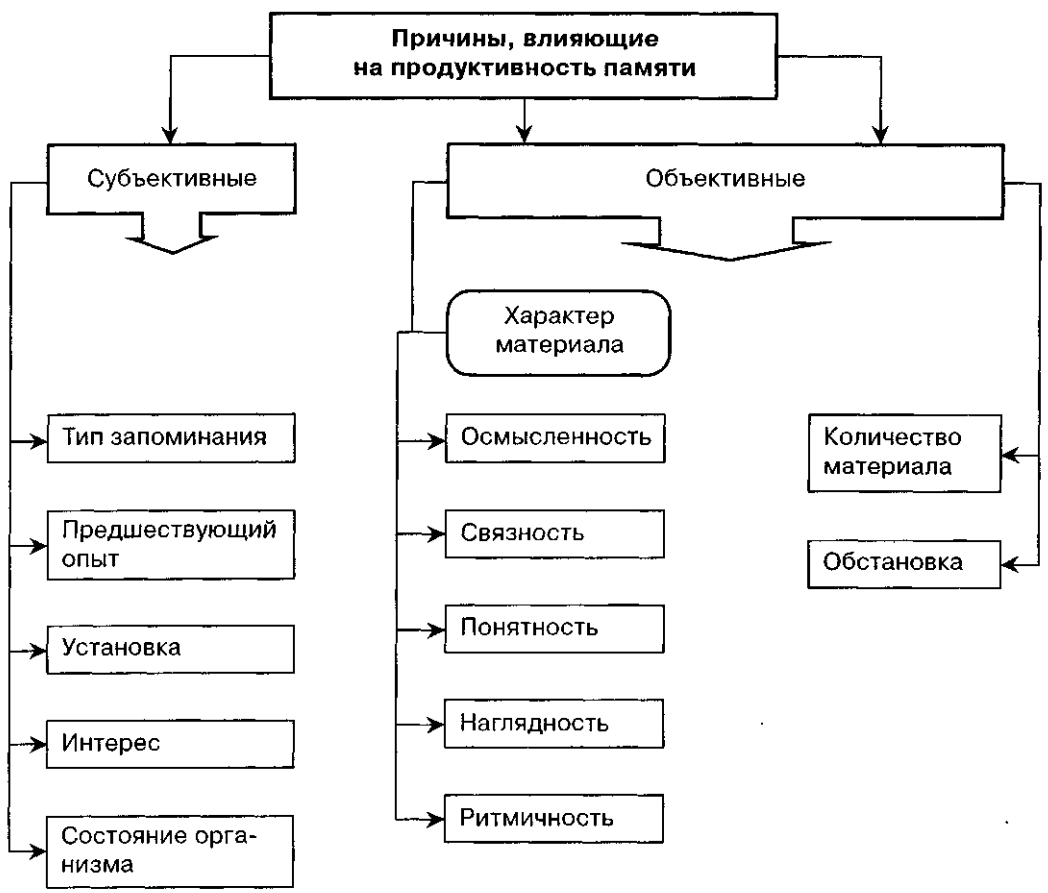 Причины, влияющие
на продуктивность памяти
Субъективные
Объективные
Характер
материала
Тип запоминания
Осмысленность
Количество
материала
Предшествующий
опыт
Связность
Обстановка
Установка
Понятность
Интерес
Наглядность
Состояние орга-
низма
Ритмичность